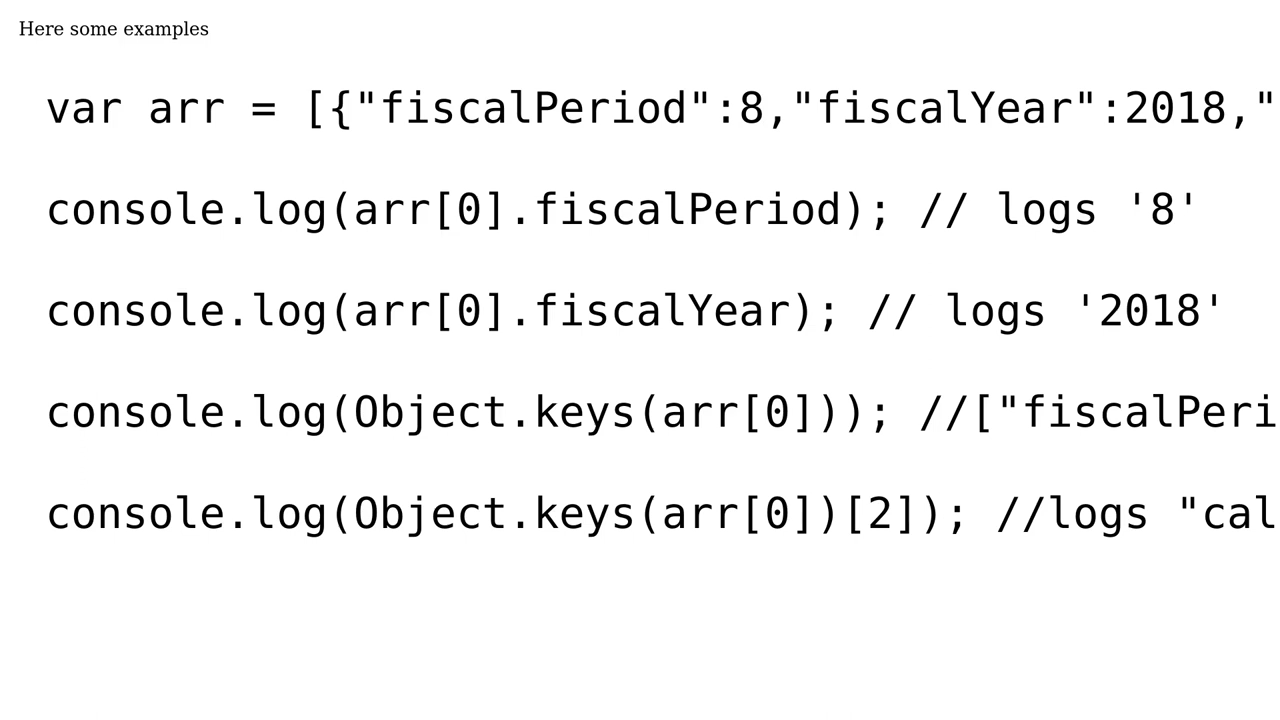 Here some examples
var arr = [{"fiscalPeriod":8,"fiscalYear":2018,"
console.log(arr[0].fiscalPeriod); // logs '8'
console.log(arr[0].fiscalYear); // logs '2018'
console.log(Object.keys(arr[0])); //["fiscalPeri
console.log(Object.keys(arr[0])[2]); //logs "cal